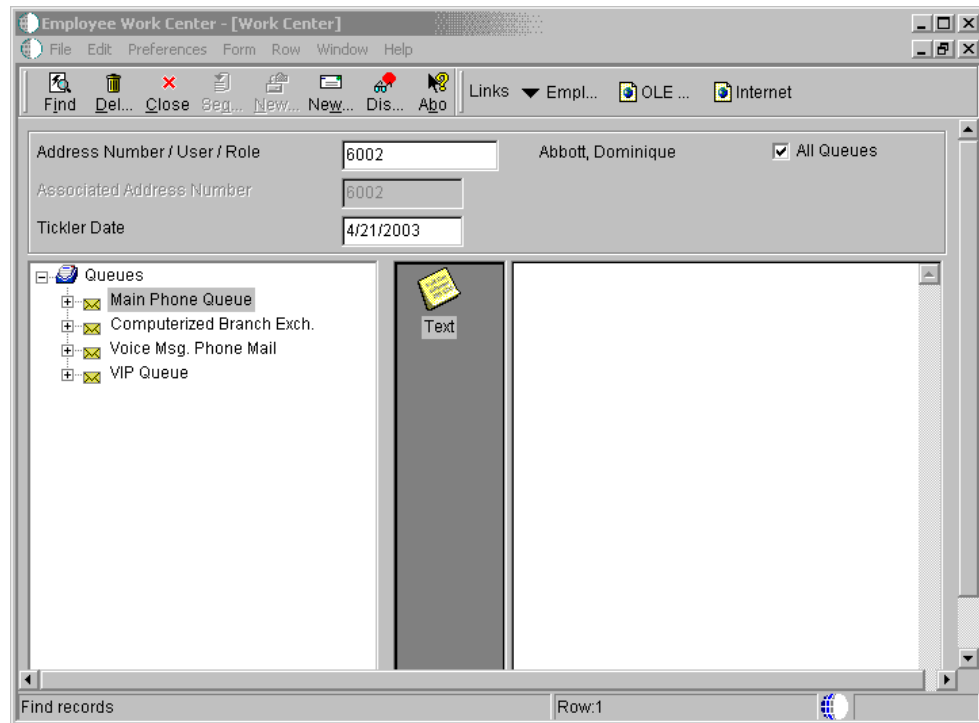 Employee Work Center - [Work Center]
File Edit Preferences Form Row Window Help
Find Del... Close Seq... New... New... Dis... Abo Links Empl... OLE ... Internet
Address Number / User / Role 6002 Abbott, Dominique All Queues
Associated Address Number 6002
Tickler Date 4/21/2003
Queues
Main Phone Queue
Computerized Branch Exch.
Voice Msg. Phone Mail
VIP Queue
Text
Find records Row:1